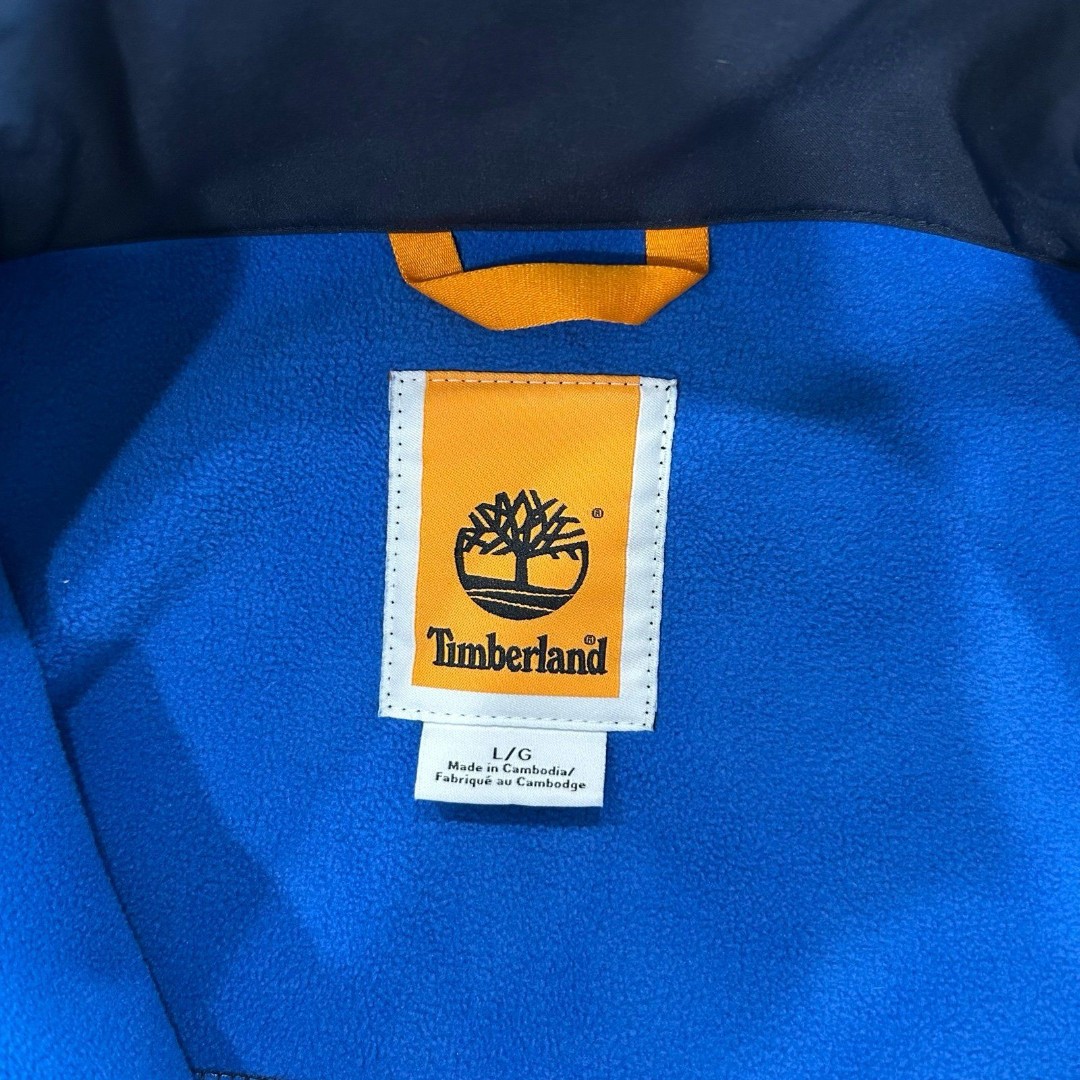 ®
Timberland®
L/G
Made in Cambodia/
Fabriqué au Cambodge